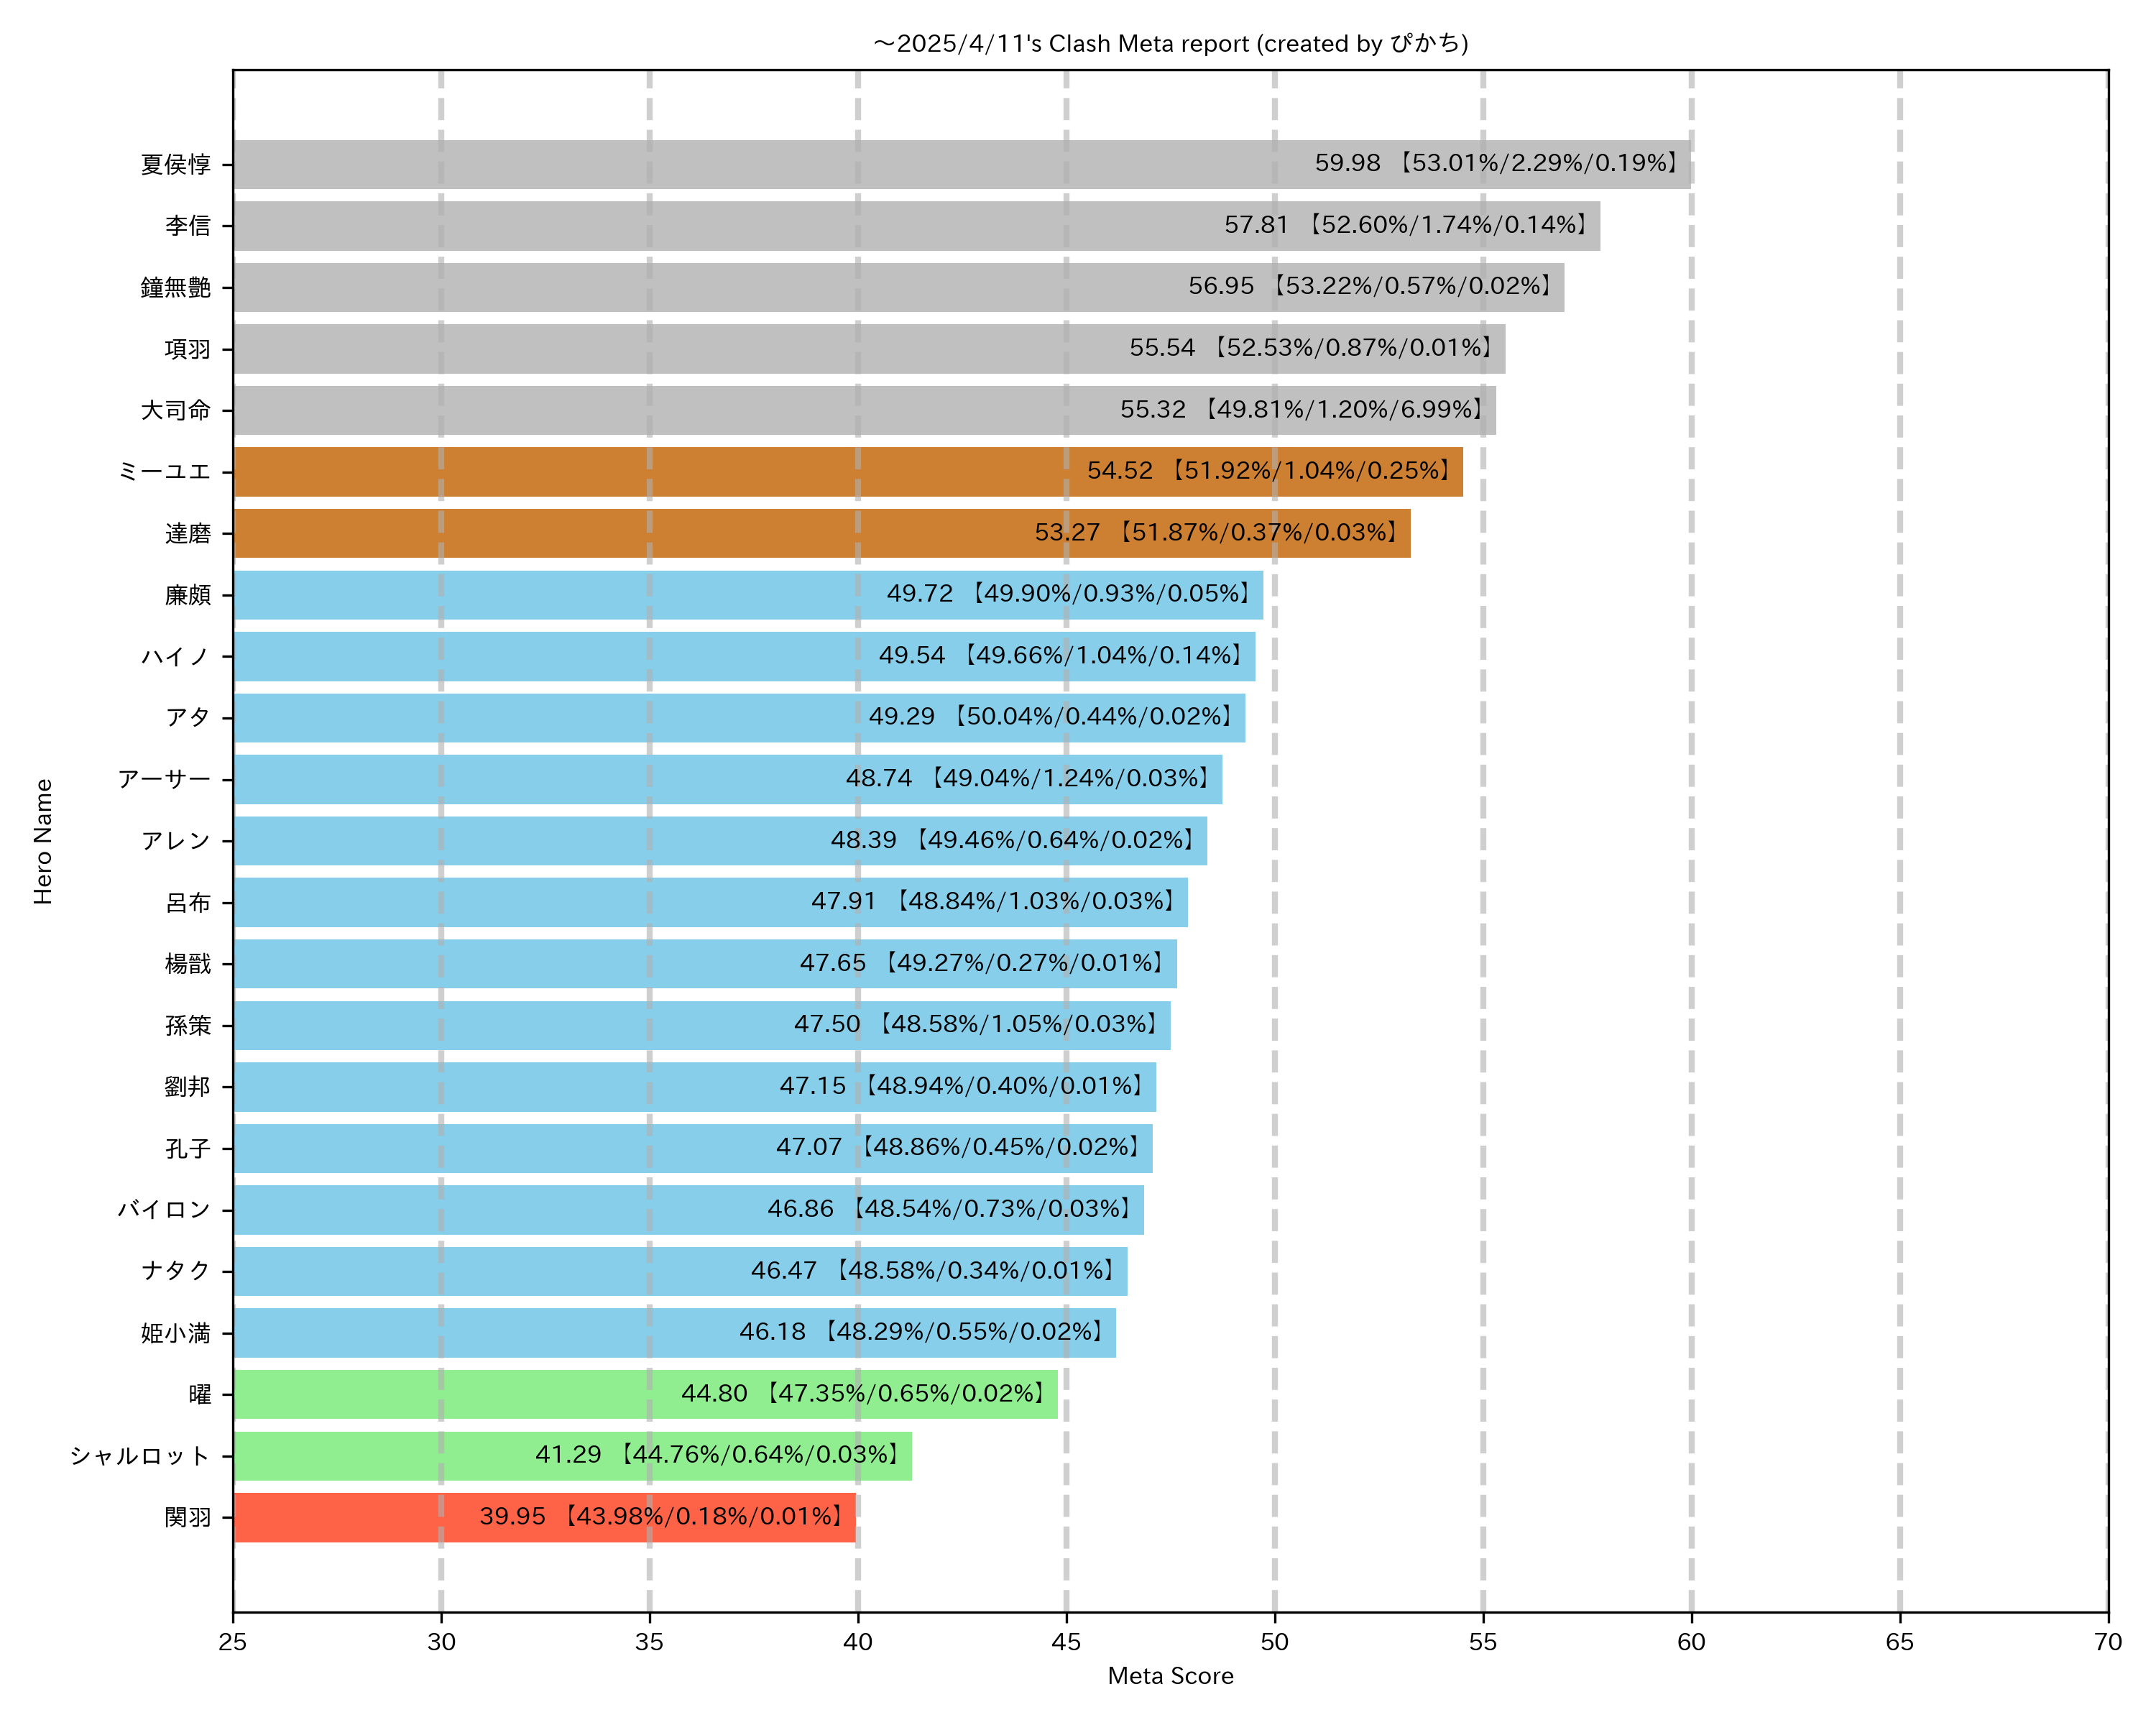 ～2025/4/11's Clash Meta report (created by ぴかち)
夏侯惇 59.98 【53.01%/2.29%/0.19%】
李信 57.81 【52.60%/1.74%/0.14%】
鐘無艶 56.95 【53.22%/0.57%/0.02%】
項羽 55.54 【52.53%/0.87%/0.01%】
大司命 55.32 【49.81%/1.20%/6.99%】
ミーユエ 54.52 【51.92%/1.04%/0.25%】
達磨 53.27 【51.87%/0.37%/0.03%】
廉頗 49.72 【49.90%/0.93%/0.05%】
ハイノ 49.54 【49.66%/1.04%/0.14%】
アタ 49.29 【50.04%/0.44%/0.02%】
アーサー 48.74 【49.04%/1.24%/0.03%】
アレン 48.39 【49.46%/0.64%/0.02%】
呂布 47.91 【48.84%/1.03%/0.03%】
楊戩 47.65 【49.27%/0.27%/0.01%】
孫策 47.50 【48.58%/1.05%/0.03%】
劉邦 47.15 【48.94%/0.40%/0.01%】
孔子 47.07 【48.86%/0.45%/0.02%】
バイロン 46.86 【48.54%/0.73%/0.03%】
ナタク 46.47 【48.58%/0.34%/0.01%】
姫小満 46.18 【48.29%/0.55%/0.02%】
曜 44.80 【47.35%/0.65%/0.02%】
シャルロット 41.29 【44.76%/0.64%/0.03%】
関羽 39.95 【43.98%/0.18%/0.01%】
Hero Name
25 30 35 40 45 50 55 60 65 70
Meta Score